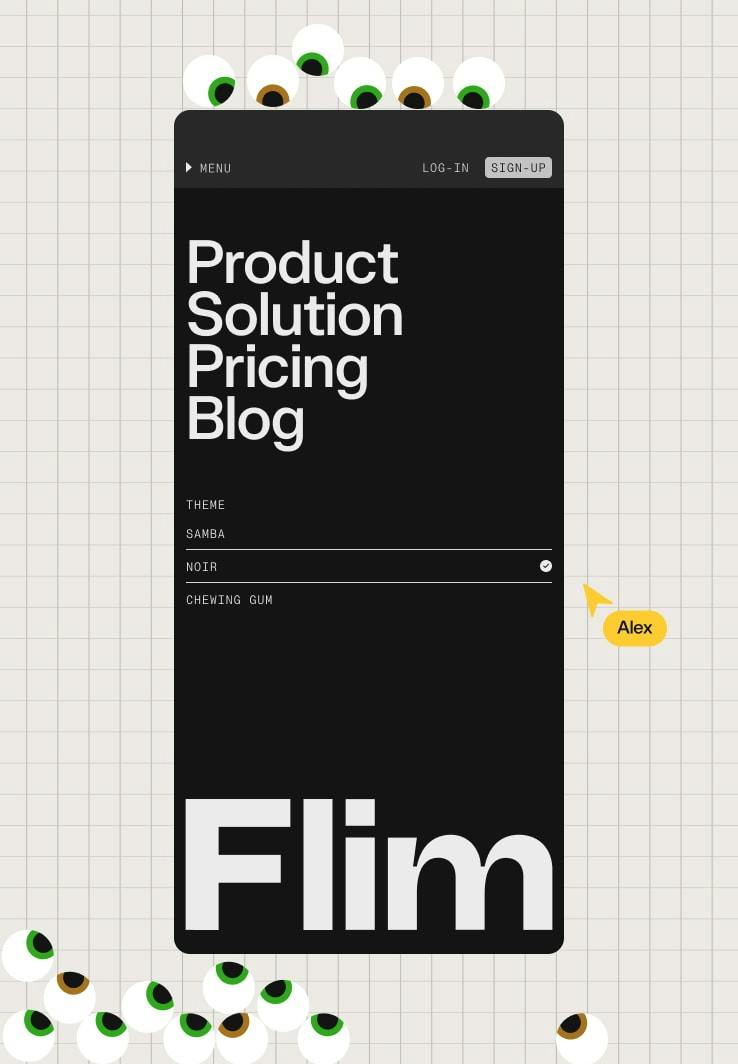 MENU
LOG-IN
SIGN-UP
Product
Solution
Pricing
Blog
THEME
SAMBA
NOIR
CHEWING GUM
Alex
Flim